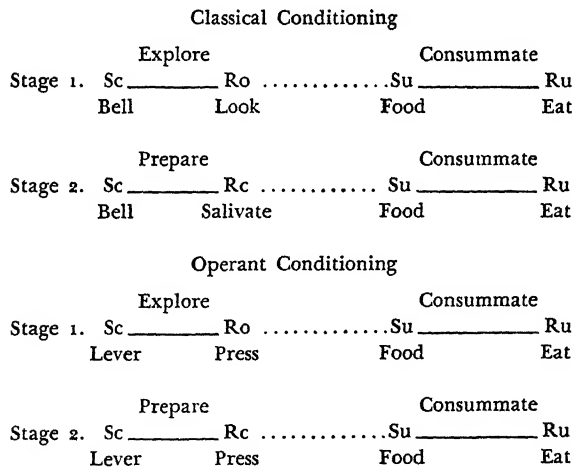 Classical Conditioning
Explore Consummate
Stage 1. Sc Ro .............Su Ru
Bell Look Food Eat
Prepare Consummate
Stage 2. Sc Rc ............ Su Ru
Bell Salivate Food Eat
Operant Conditioning
Explore Consummate
Stage 1. Sc Ro .............Su Ru
Lever Press Food Eat
Prepare Consummate
Stage 2. Sc Rc .............Su Ru
Lever Press Food Eat